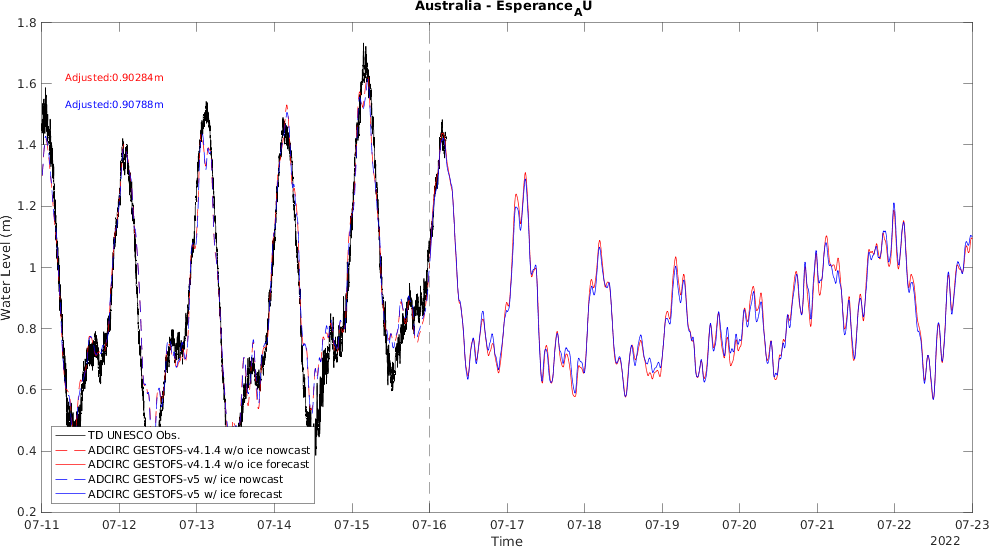 Australia - Esperance_AU
1.8
1.6
1.4
1.2
1
0.8
0.6
0.4
0.2
Water Level (m)
Adjusted:0.90284m
Adjusted:0.90788m
TD UNESCO Obs.
ADCIRC GESTOFS-v4.1.4 w/o ice nowcast
ADCIRC GESTOFS-v4.1.4 w/o ice forecast
ADCIRC GESTOFS-v5 w/ ice nowcast
ADCIRC GESTOFS-v5 w/ ice forecast
07-11 07-12 07-13 07-14 07-15 07-16 07-17 07-18 07-19 07-20 07-21 07-22 07-23
Time
2022